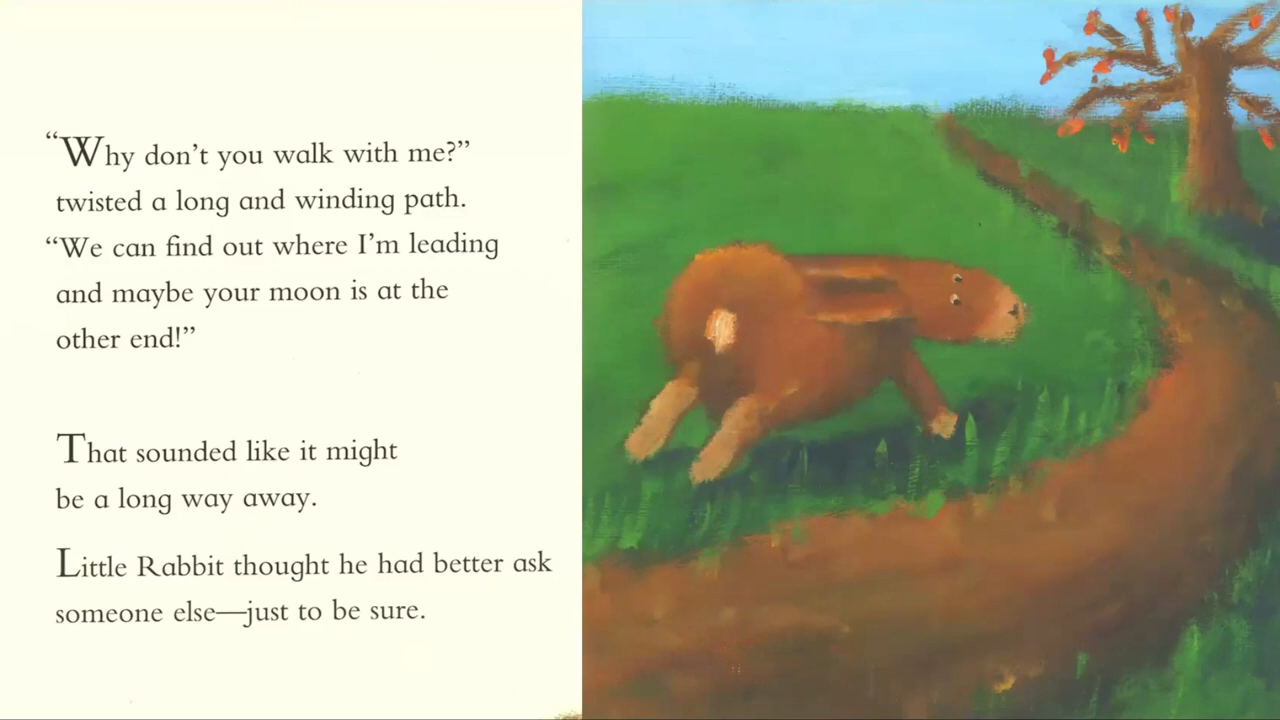 “Why don’t you walk with me?”
twisted a long and winding path.
“We can find out where I’m leading
and maybe your moon is at the
other end!”
That sounded like it might
be a long way away.
Little Rabbit thought he had better ask
someone else—just to be sure.